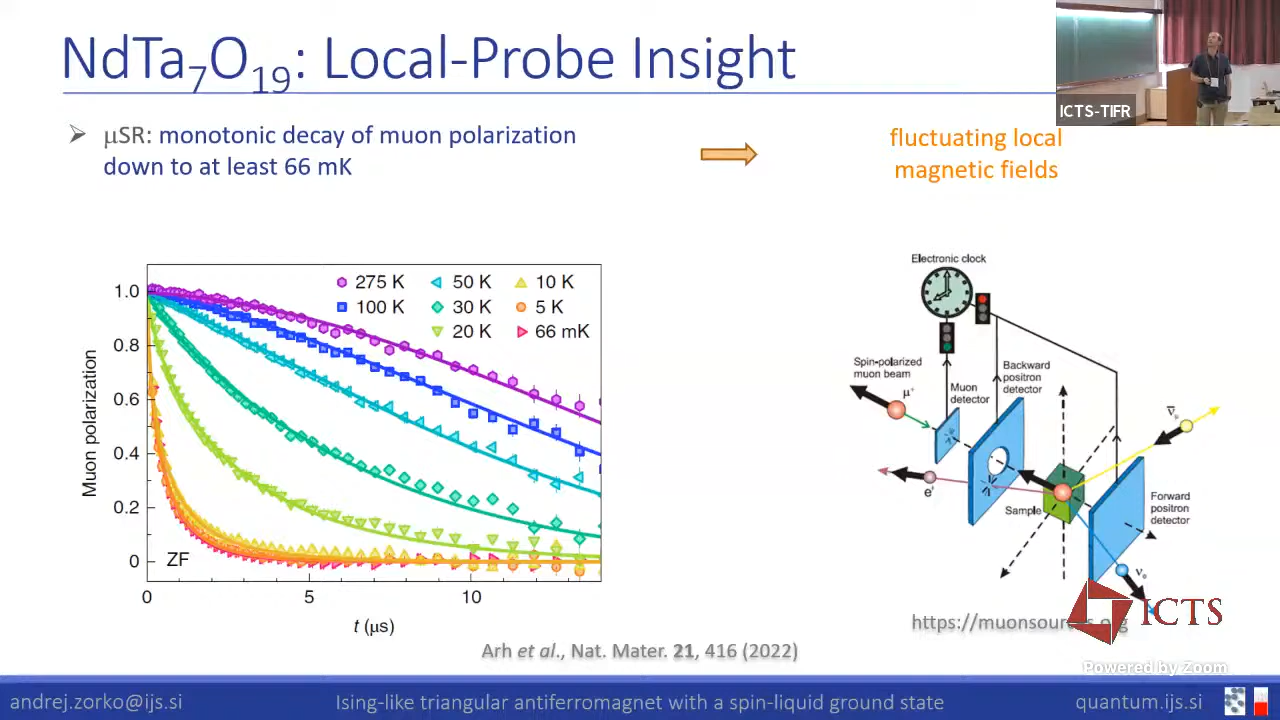 NdTa₇O₁₉: Local-Probe Insight
ICTS-TIFR
➢ μSR: monotonic decay of muon polarization
down to at least 66 mK
fluctuating local
magnetic fields
275 K
50 K
10 K
100 K
30 K
5 K
20 K
66 mK
1.0
0.8
0.6
0.4
0.2
0
Muon polarization
ZF
0
5
10
t (μs)
Electronic clock
Spin-polarized
muon beam
μ⁺
Muon
detector
Backward
positron
detector
e⁺
Sample
Forward
positron
detector
ICTS
Arh et al., Nat. Mater. 21, 416 (2022)
Powered by Zoom
andrej.zorko@ijs.si
Ising-like triangular antiferromagnet with a spin-liquid ground state
quantum.ijs.si